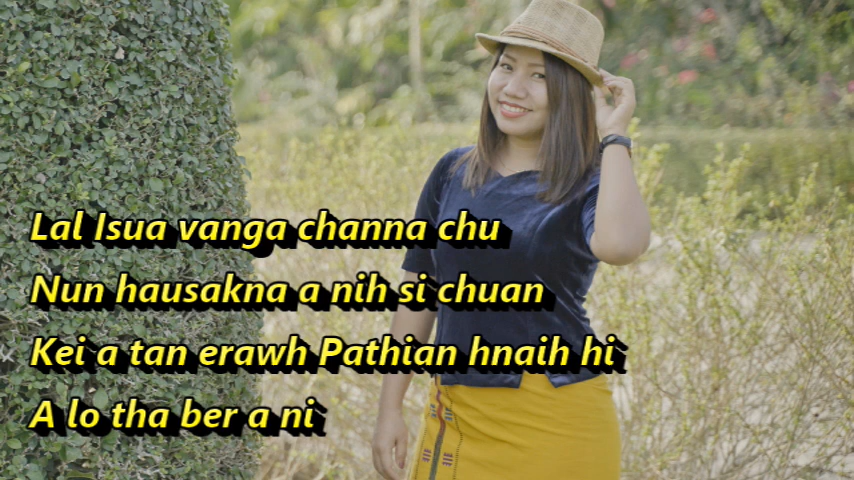 Lal Isua vanga channa chu
Nun hausakna a nih si chuan
Kei a tan erawh Pathian hnaih hi
A lo tha ber a ni